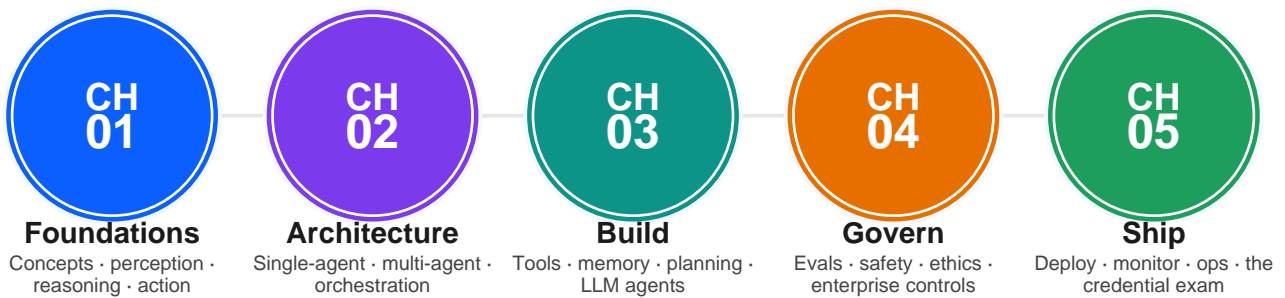 CH
01
CH
02
CH
03
CH
04
CH
05
Foundations
Concepts · perception ·
reasoning · action
Architecture
Single-agent · multi-agent ·
orchestration
Build
Tools · memory · planning ·
LLM agents
Govern
Evals · safety · ethics ·
enterprise controls
Ship
Deploy · monitor · ops · the
credential exam